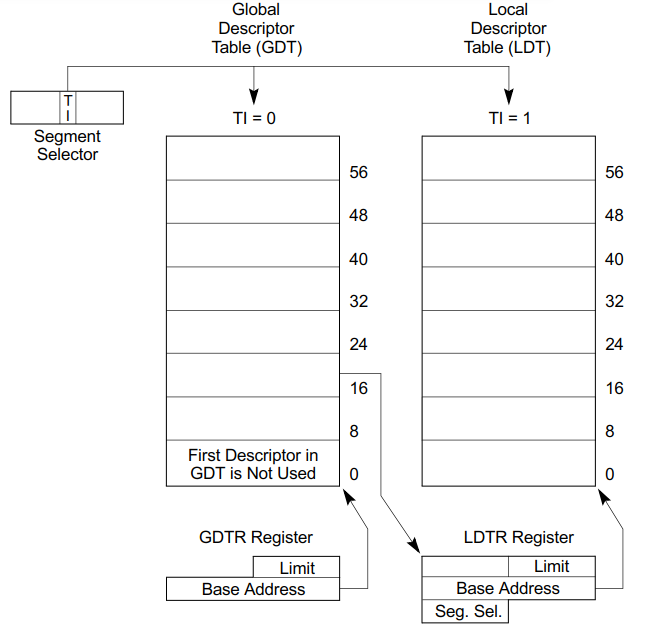 Global
Descriptor
Table (GDT)
Local
Descriptor
Table (LDT)
T
I
Segment
Selector
TI = 0
TI = 1
56
48
40
32
24
16
8
0
First Descriptor in
GDT is Not Used
56
48
40
32
24
16
8
0
GDTR Register
Limit
Base Address
LDTR Register
Limit
Base Address
Seg. Sel.